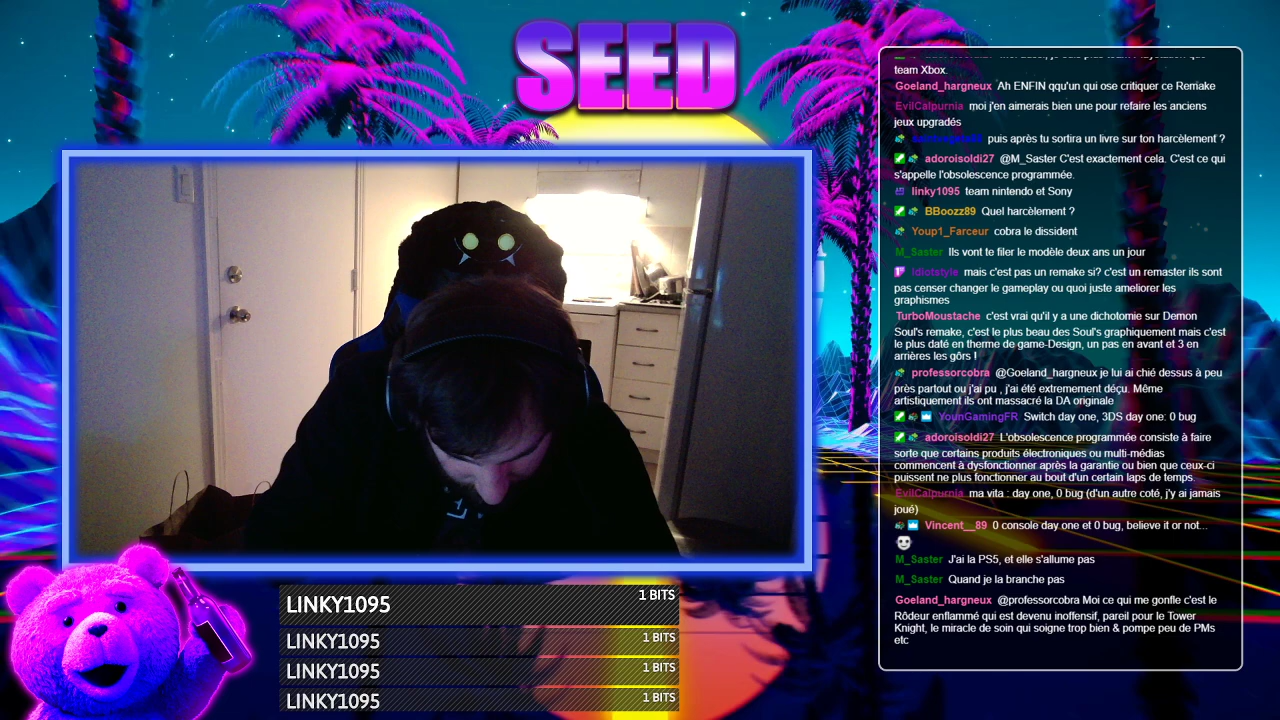 SEED
team Xbox.
Goeland_hargneux Ah ENFIN qqu'un qui ose critiquer ce Remake
EvilCalpurnia moi j'en aimerais bien une pour refaire les anciens
jeux upgradés
puis après tu sortira un livre sur ton harcèlement ?
adoroisoldi27 @M_Saster C'est exactement cela. C'est ce qui
s'appelle l'obsolescence programmée.
linky1095 team nintendo et Sony
BBoozz89 Quel harcèlement ?
Youp1_Farceur cobra le dissident
M_Saster Ils vont te filer le modèle deux ans un jour
Idiotstyle mais c'est pas un remake si? c'est un remaster ils sont
pas censer changer le gameplay ou quoi juste ameliorer les
graphismes
TurboMoustache c'est vrai qu'il y a une dichotomie sur Demon
Soul's remake, c'est le plus beau des Soul's graphiquement mais c'est
le plus daté en therme de game-Design, un pas en avant et 3 en
arrières les gôrs !
professorcobra @Goeland_hargneux je lui ai chié dessus à peu
près partout ou j'ai pu , j'ai été extrememement déçu. Même
artistiquement ils ont massacré la DA originale
YounGamingFR Switch day one, 3DS day one: 0 bug
adoroisoldi27 L'obsolescence programmée consiste à faire
sorte que certains produits électroniques ou multi-médias
commencent à dysfonctionner après la garantie ou bien que ceux-ci
puissent ne plus fonctionner au bout d'un certain laps de temps.
EvilCalpurnia ma vita : day one, 0 bug (d'un autre coté, j'y ai jamais
joué)
Vincent__89 0 console day one et 0 bug, believe it or not...
M_Saster J'ai la PS5, et elle s'allume pas
M_Saster Quand je la branche pas
Goeland_hargneux @professorcobra Moi ce qui me gonfle c'est le
Rôdeur enflammé qui est devenu inoffensif, pareil pour le Tower
Knight, le miracle de soin qui soigne trop bien & pompe peu de PMs
etc
LINKY1095 1 BITS
LINKY1095 1 BITS
LINKY1095 1 BITS
LINKY1095 1 BITS